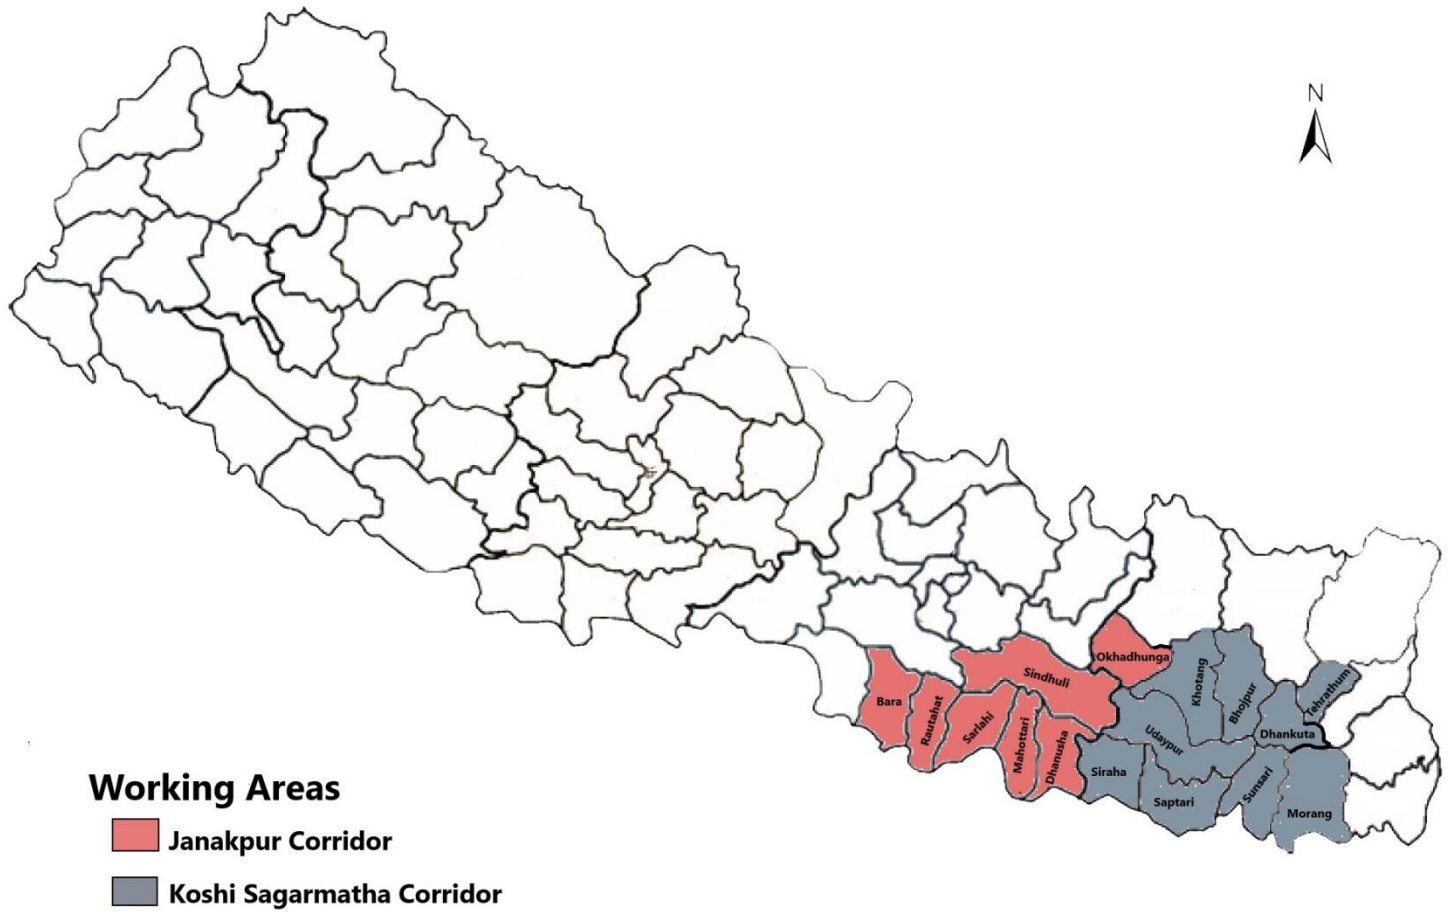 N
Okhadhunga
Sindhuli
Bara
Rautahat
Sarlahi
Mahottari
Dhanusha
Khotang
Bhojpur
Tehrathum
Dhankuta
Udaypur
Siraha
Saptari
Sunsari
Morang
Working Areas
Janakpur Corridor
Koshi Sagarmatha Corridor